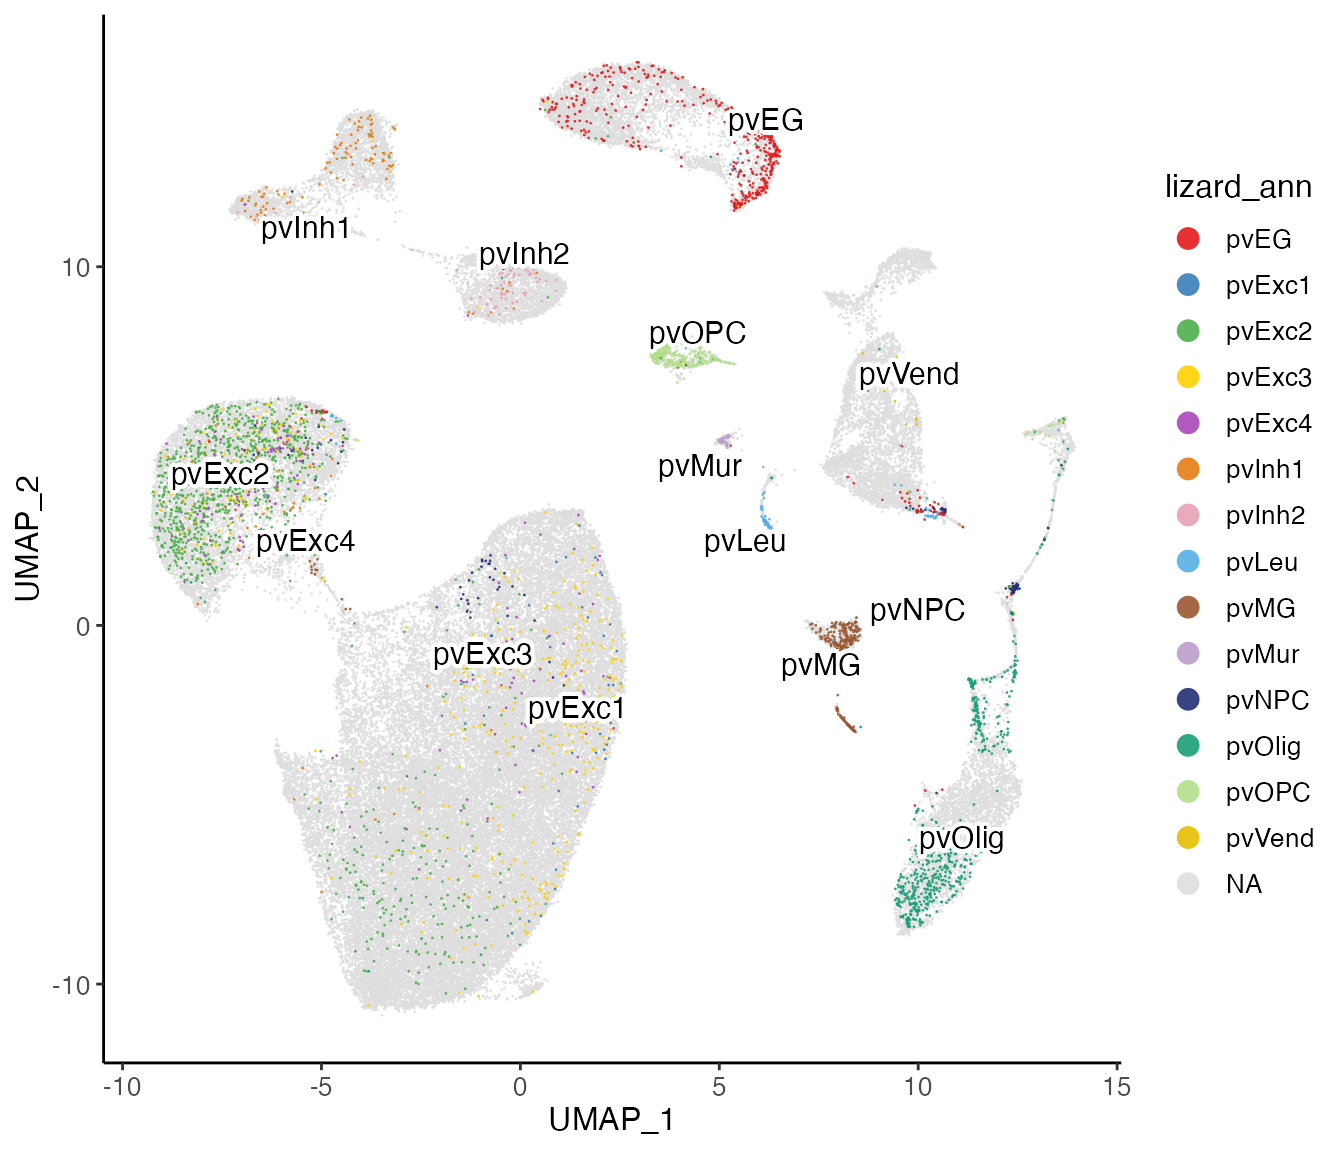 pvEG
pvInh1
pvInh2
pvOPC
pvVend
pvMur
pvExc2
pvLeu
pvExc4
pvNPC
pvExc3
pvMG
pvExc1
pvOlig
10
0
-10
-10
-5
0
5
10
15
UMAP_1
UMAP_2
lizard_ann
pvEG
pvExc1
pvExc2
pvExc3
pvExc4
pvInh1
pvInh2
pvLeu
pvMG
pvMur
pvNPC
pvOlig
pvOPC
pvVend
NA